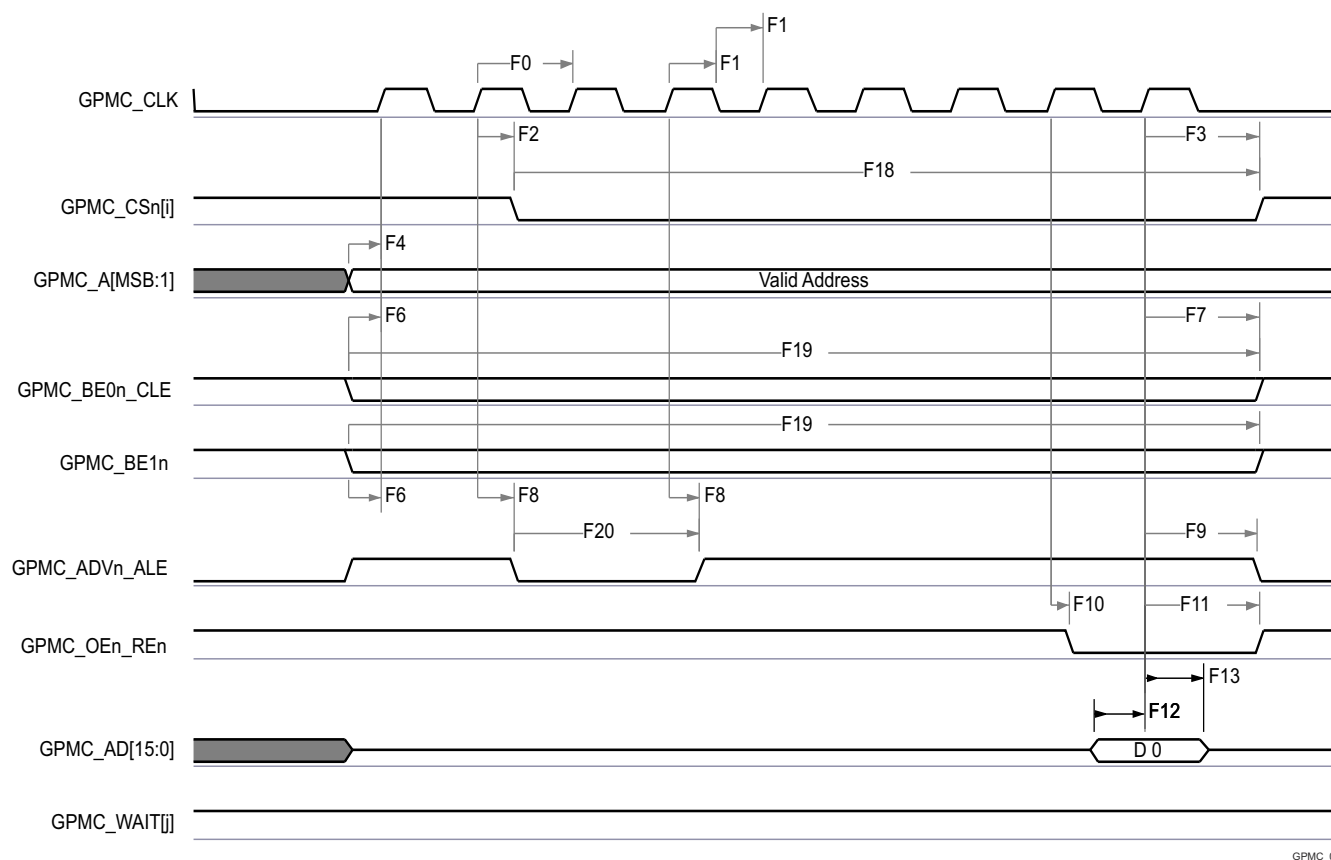 F1
F0
F1
GPMC_CLK
F2
F3
F18
GPMC_CSn[i]
F4
GPMC_A[MSB:1]
Valid Address
F6
F7
F19
GPMC_BE0n_CLE
F19
GPMC_BE1n
F6
F8
F8
F20
F9
GPMC_ADVn_ALE
F10
F11
GPMC_OEn_REn
F13
F12
GPMC_AD[15:0]
D 0
GPMC_WAIT[j]